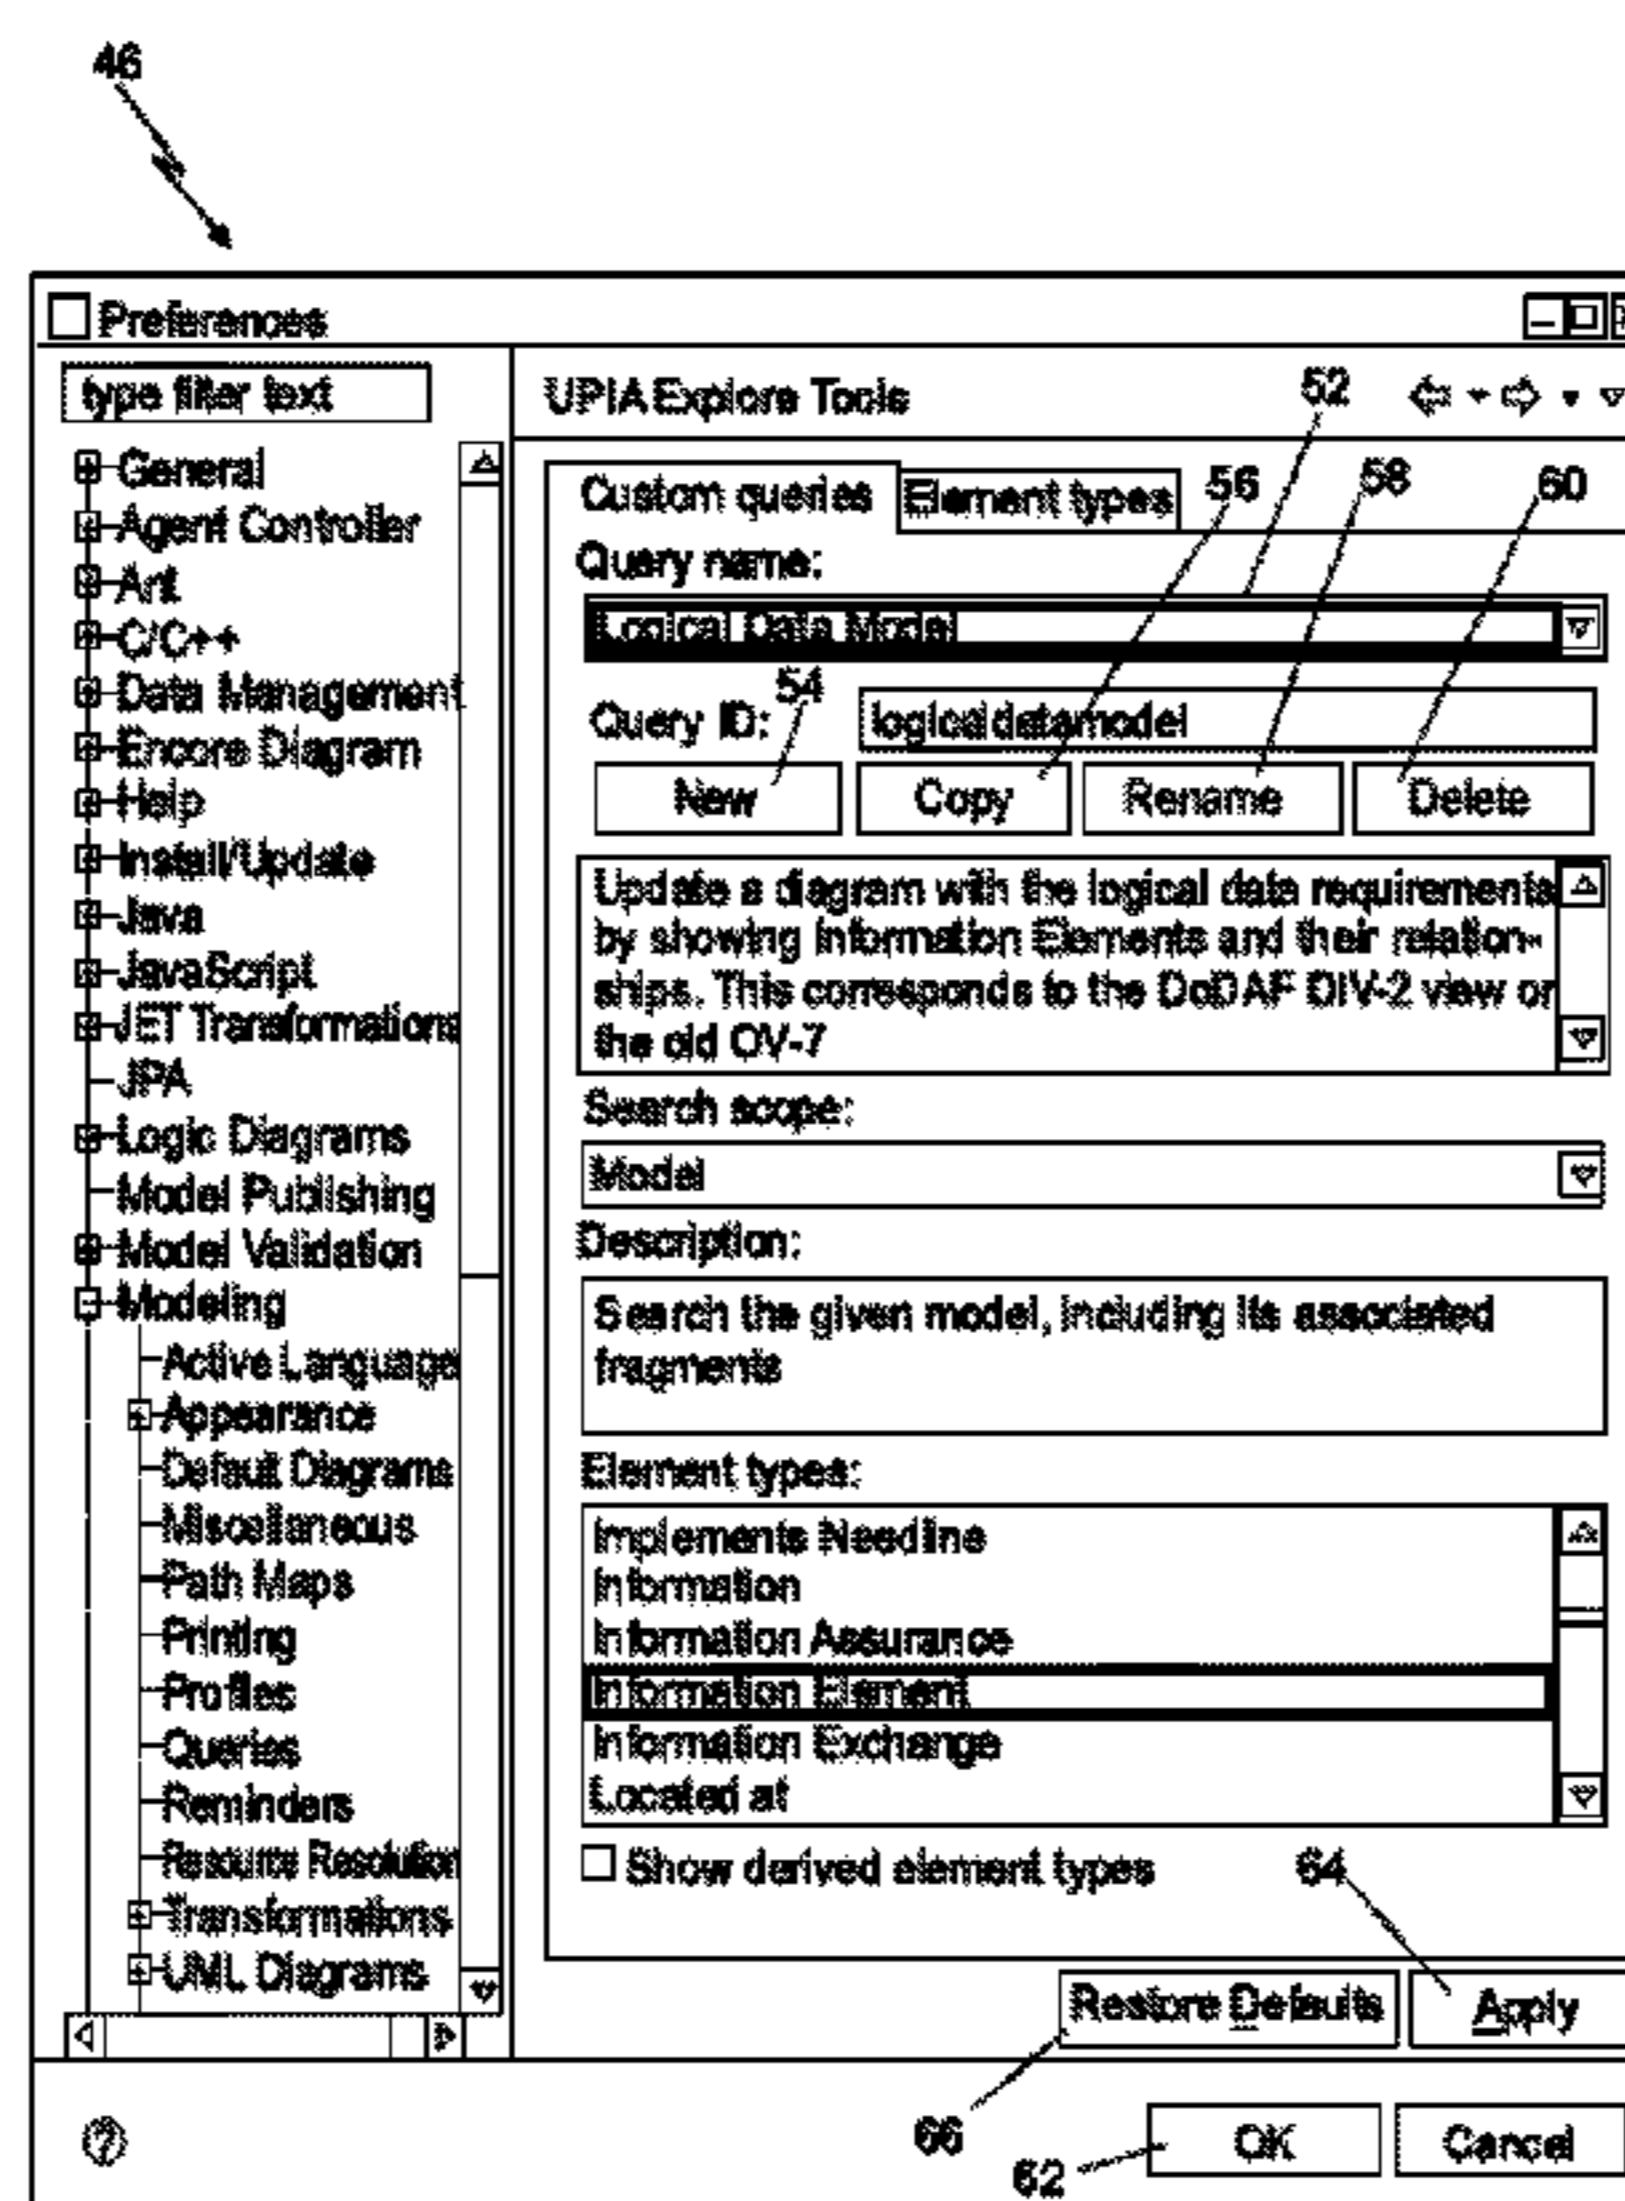 46
Preferences
type filter text
General
Agent Controller
Ant
C/C++
Data Management
Encore Diagram
Help
Install/Update
Java
JavaScript
JET Transformations
JPA
Logic Diagrams
Model Publishing
Model Validation
Modeling
Active Language
Appearance
Default Diagrams
Miscellaneous
Path Maps
Printing
Profiles
Queries
Reminders
Resource Resolution
Transformations
UML Diagrams
UPIA Explore Tools
52
Custom queries
Element types
56
58
60
Query name:
Logical Data Model
54
Query ID:
logicaldatamodel
New
Copy
Rename
Delete
Update a diagram with the logical data requirements
by showing Information Elements and their relation-
ships. This corresponds to the DoDAF DIV-2 view or
the old OV-7
Search scope:
Model
Description:
Search the given model, including its associated
fragments
Element types:
Implements Needline
Information
Information Assurance
Information Element
Information Exchange
Located at
Show derived element types
64
Restore Defaults
Apply
66
62
OK
Cancel